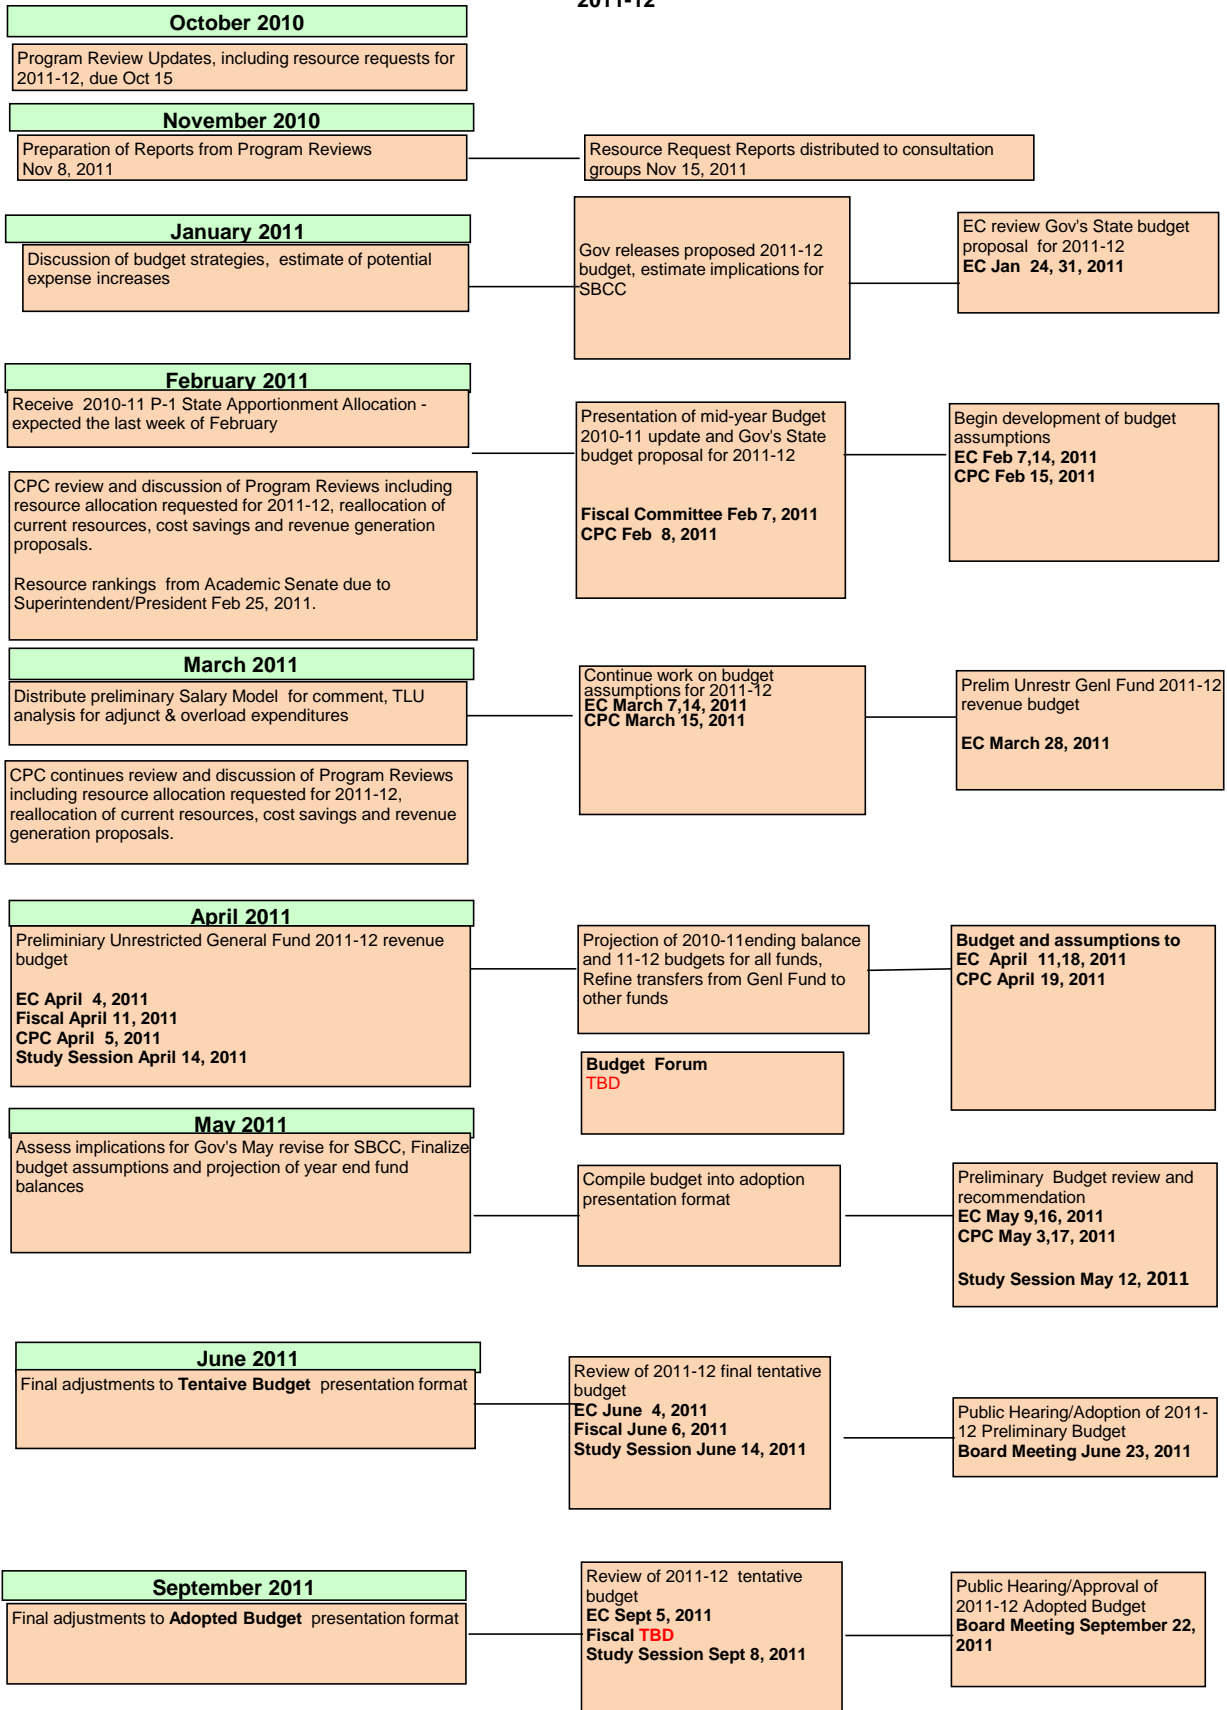 2011-12
October 2010
Program Review Updates, including resource requests for
2011-12, due Oct 15
November 2010
Preparation of Reports from Program Reviews
Nov 8, 2011
Resource Request Reports distributed to consultation
groups Nov 15, 2011
January 2011
Discussion of budget strategies, estimate of potential
expense increases
Gov releases proposed 2011-12
budget, estimate implications for
SBCC
EC review Gov's State budget
proposal for 2011-12
EC Jan 24, 31, 2011
February 2011
Receive 2010-11 P-1 State Apportionment Allocation -
expected the last week of February
Presentation of mid-year Budget
2010-11 update and Gov's State
budget proposal for 2011-12
Fiscal Committee Feb 7, 2011
CPC Feb 8, 2011
Begin development of budget
assumptions
EC Feb 7,14, 2011
CPC Feb 15, 2011
CPC review and discussion of Program Reviews including
resource allocation requested for 2011-12, reallocation of
current resources, cost savings and revenue generation
proposals.
Resource rankings from Academic Senate due to
Superintendent/President Feb 25, 2011.
March 2011
Distribute preliminary Salary Model for comment, TLU
analysis for adjunct & overload expenditures
Continue work on budget
assumptions for 2011-12
EC March 7,14, 2011
CPC March 15, 2011
Prelim Unrestr Genl Fund 2011-12
revenue budget
EC March 28, 2011
CPC continues review and discussion of Program Reviews
including resource allocation requested for 2011-12,
reallocation of current resources, cost savings and revenue
generation proposals.
April 2011
Preliminiary Unrestricted General Fund 2011-12 revenue
budget
EC April 4, 2011
Fiscal April 11, 2011
CPC April 5, 2011
Study Session April 14, 2011
Projection of 2010-11ending balance
and 11-12 budgets for all funds,
Refine transfers from Genl Fund to
other funds
Budget and assumptions to
EC April 11,18, 2011
CPC April 19, 2011
Budget Forum
TBD
May 2011
Assess implications for Gov's May revise for SBCC, Finalize
budget assumptions and projection of year end fund
balances
Compile budget into adoption
presentation format
Preliminary Budget review and
recommendation
EC May 9,16, 2011
CPC May 3,17, 2011
Study Session May 12, 2011
June 2011
Final adjustments to Tentaive Budget presentation format
Review of 2011-12 final tentative
budget
EC June 4, 2011
Fiscal June 6, 2011
Study Session June 14, 2011
Public Hearing/Adoption of 2011-
12 Preliminary Budget
Board Meeting June 23, 2011
September 2011
Final adjustments to Adopted Budget presentation format
Review of 2011-12 tentative
budget
EC Sept 5, 2011
Fiscal TBD
Study Session Sept 8, 2011
Public Hearing/Approval of
2011-12 Adopted Budget
Board Meeting September 22,
2011